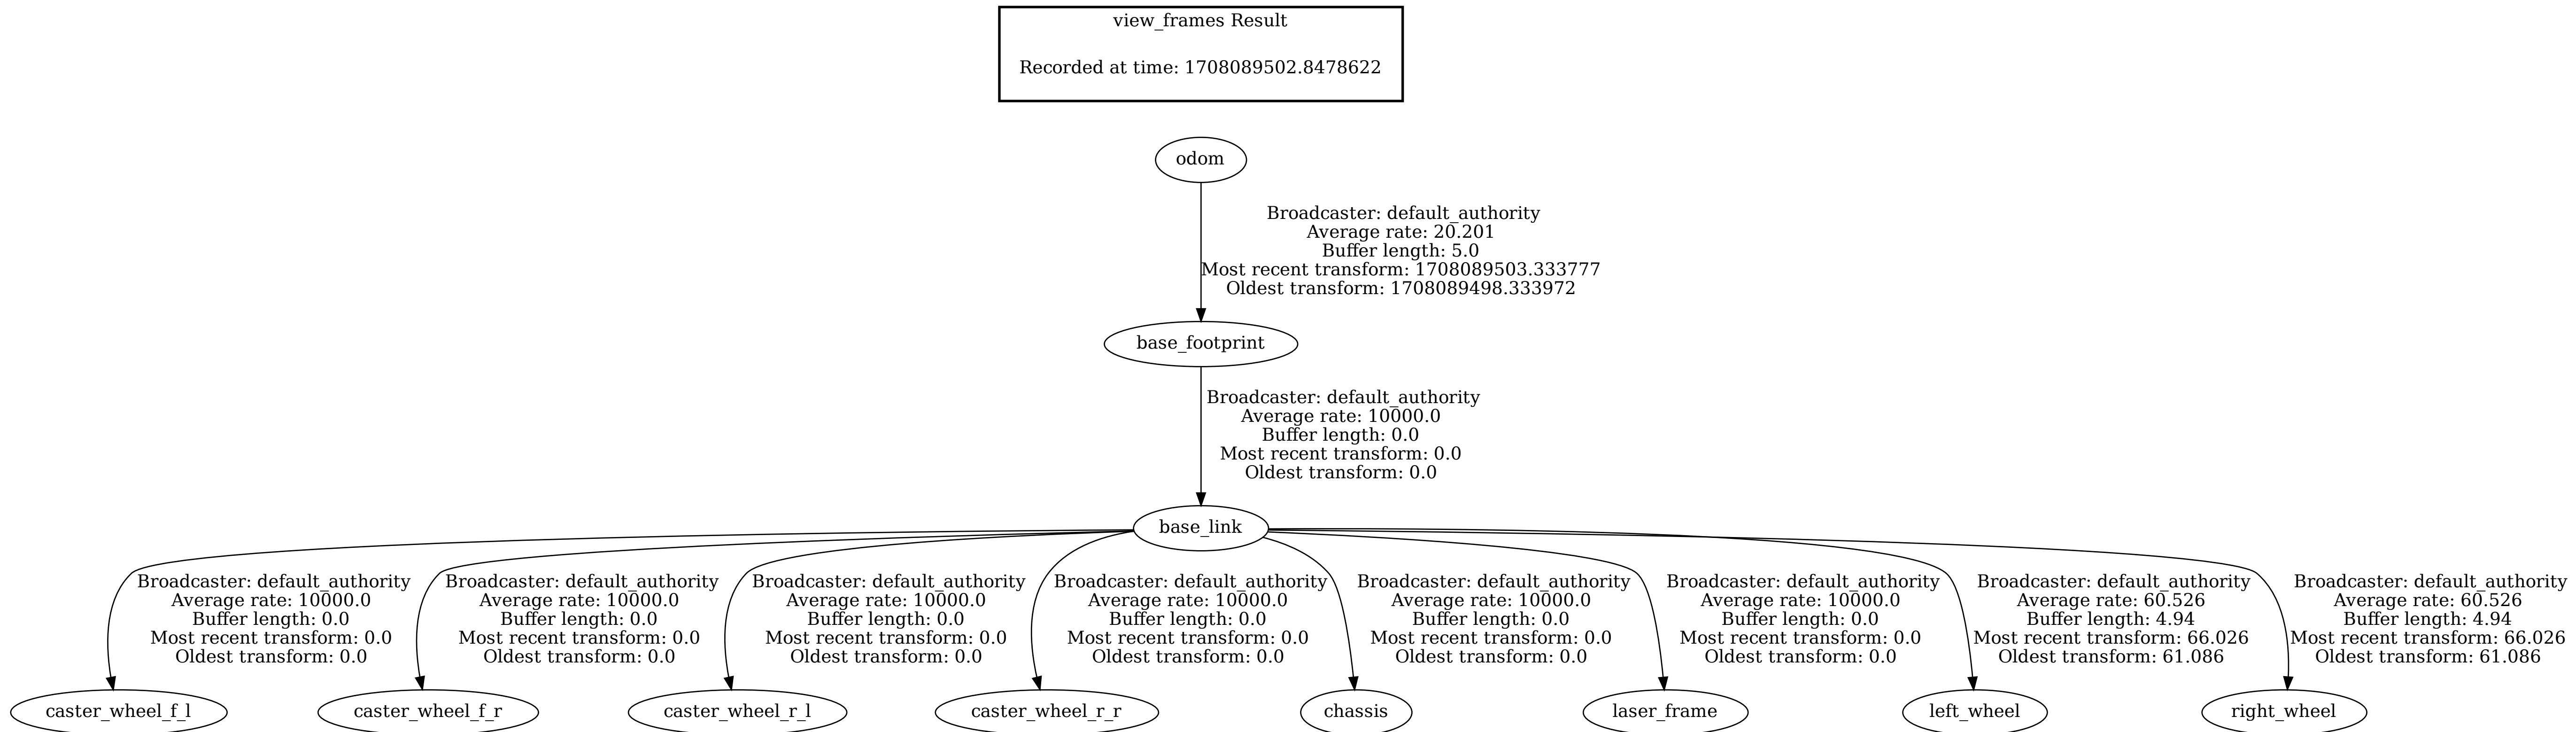 view_frames Result
Recorded at time: 1708089502.8478622
odom
Broadcaster: default_authority
Average rate: 20.201
Buffer length: 5.0
Most recent transform: 1708089503.333777
Oldest transform: 1708089498.333972
base_footprint
Broadcaster: default_authority
Average rate: 10000.0
Buffer length: 0.0
Most recent transform: 0.0
Oldest transform: 0.0
base_link
Broadcaster: default_authority
Average rate: 10000.0
Buffer length: 0.0
Most recent transform: 0.0
Oldest transform: 0.0
Broadcaster: default_authority
Average rate: 10000.0
Buffer length: 0.0
Most recent transform: 0.0
Oldest transform: 0.0
Broadcaster: default_authority
Average rate: 10000.0
Buffer length: 0.0
Most recent transform: 0.0
Oldest transform: 0.0
Broadcaster: default_authority
Average rate: 10000.0
Buffer length: 0.0
Most recent transform: 0.0
Oldest transform: 0.0
Broadcaster: default_authority
Average rate: 10000.0
Buffer length: 0.0
Most recent transform: 0.0
Oldest transform: 0.0
Broadcaster: default_authority
Average rate: 10000.0
Buffer length: 0.0
Most recent transform: 0.0
Oldest transform: 0.0
Broadcaster: default_authority
Average rate: 60.526
Buffer length: 4.94
Most recent transform: 66.026
Oldest transform: 61.086
Broadcaster: default_authority
Average rate: 60.526
Buffer length: 4.94
Most recent transform: 66.026
Oldest transform: 61.086
caster_wheel_f_l
caster_wheel_f_r
caster_wheel_r_l
caster_wheel_r_r
chassis
laser_frame
left_wheel
right_wheel